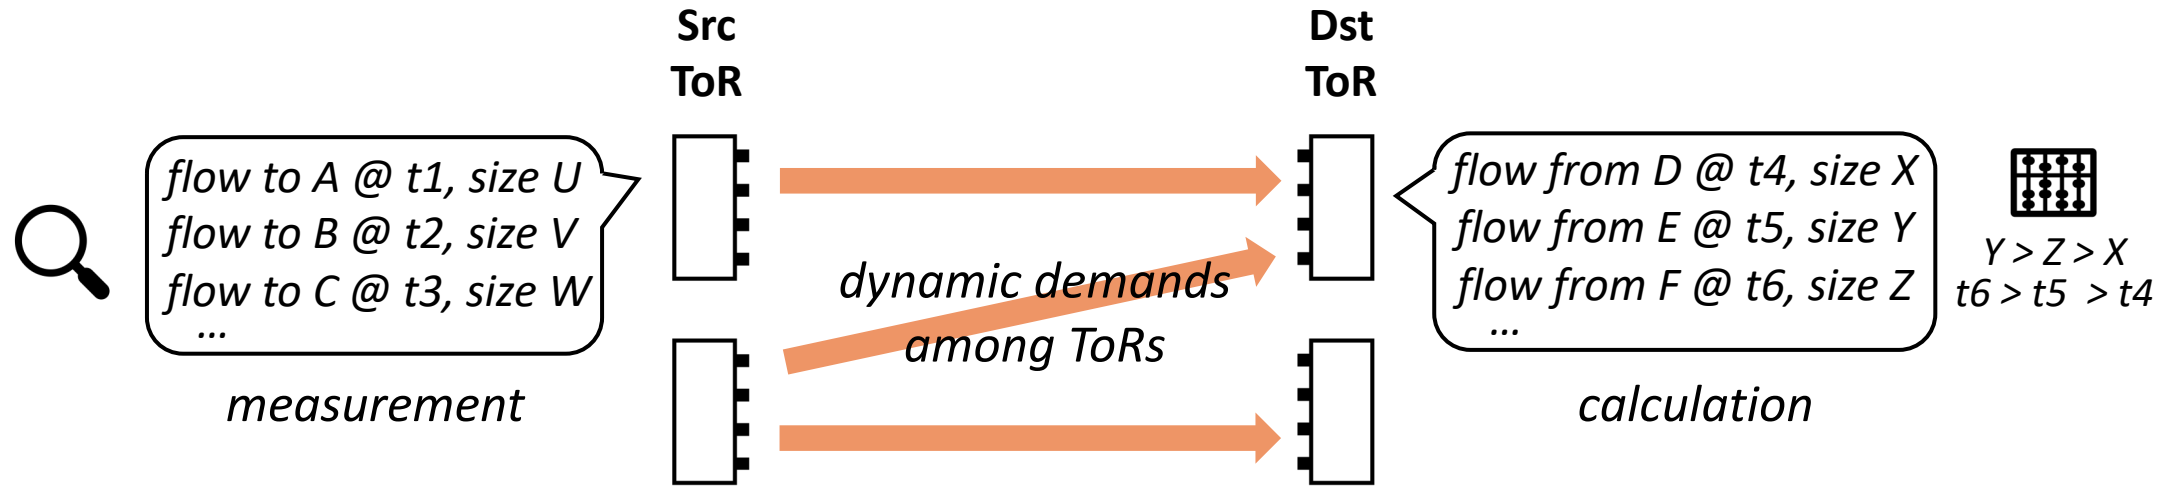 Src
ToR
Dst
ToR
flow to A @ t1, size U
flow to B @ t2, size V
flow to C @ t3, size W
...
measurement
dynamic demands
among ToRs
flow from D @ t4, size X
flow from E @ t5, size Y
flow from F @ t6, size Z
...
calculation
Y > Z > X
t6 > t5 > t4